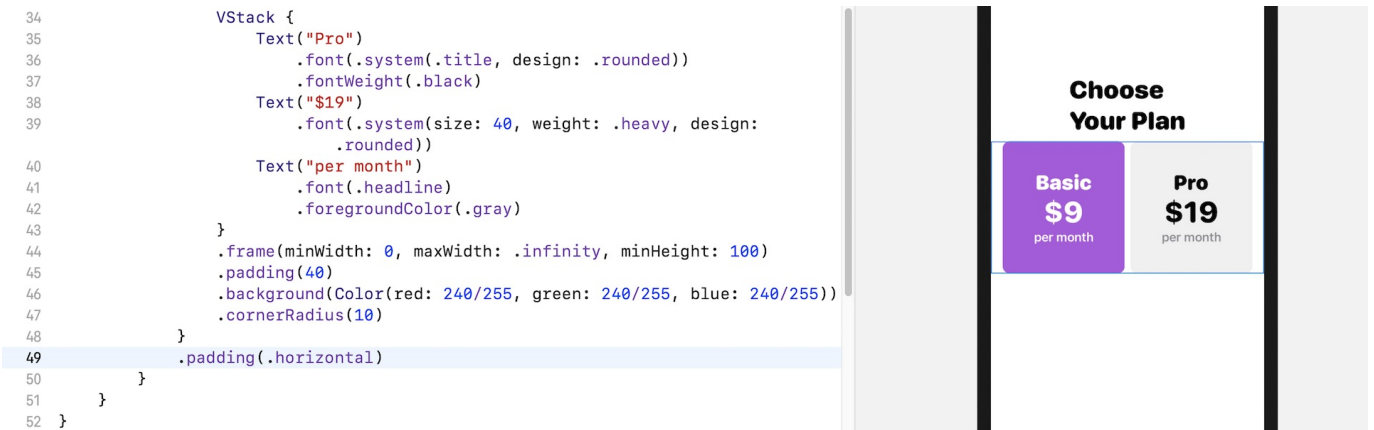 34 VStack {
35 Text("Pro")
36 .font(.system(.title, design: .rounded))
37 .fontWeight(.black)
38 Text("$19")
39 .font(.system(size: 40, weight: .heavy, design:
.rounded))
40 Text("per month")
41 .font(.headline)
42 .foregroundColor(.gray)
43 }
44 .frame(minWidth: 0, maxWidth: .infinity, minHeight: 100)
45 .padding(40)
46 .background(Color(red: 240/255, green: 240/255, blue: 240/255))
47 .cornerRadius(10)
48 }
49 .padding(.horizontal)
50 }
51 }
52 }
Choose
Your Plan
Basic
$9
per month
Pro
$19
per month